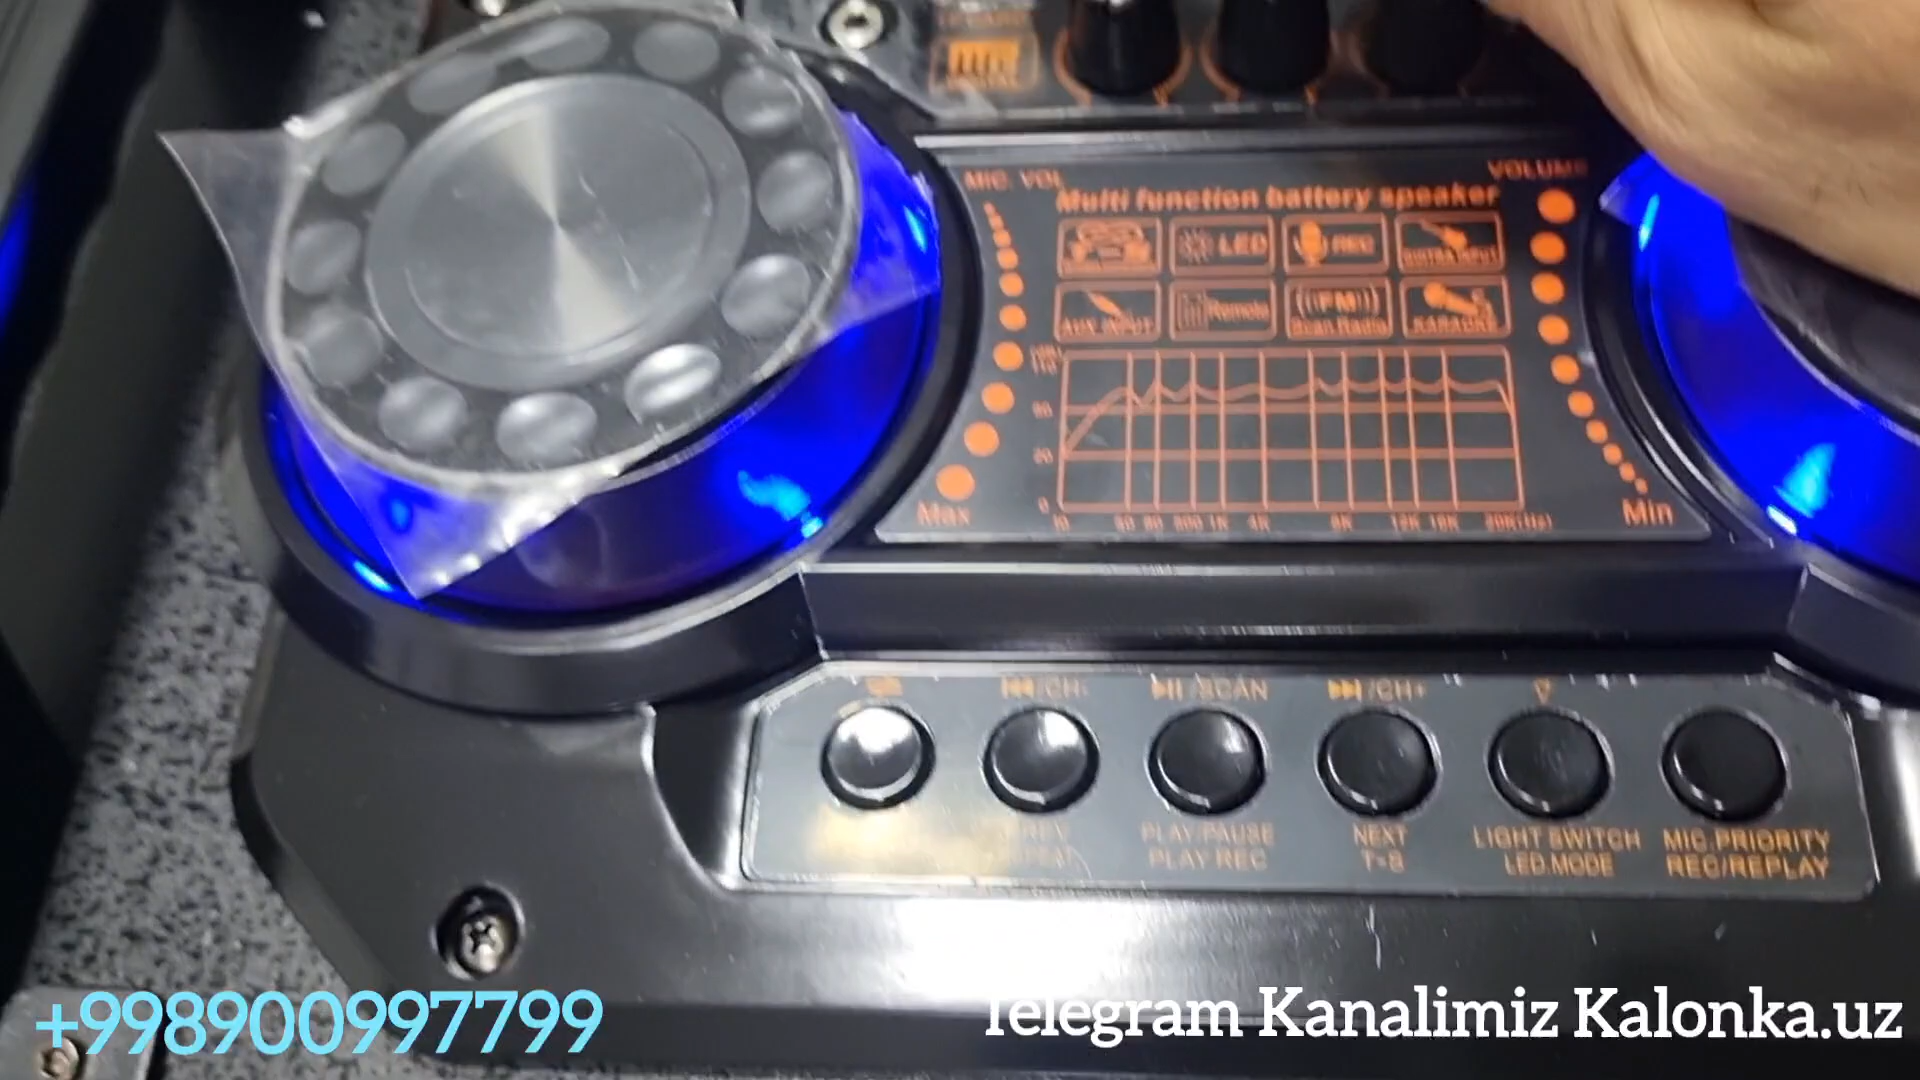 MIC. VOL
VOLUME
Multi function battery speaker
LED
REC
GUITAR INPUT
AUX INPUT
Remote
FM
Scan Radio
KARAOKE
Max
Min
/CH-
/SCAN
/CH+
PLAY/PAUSE
PLAY REC
NEXT
LIGHT SWITCH
LED.MODE
MIC.PRIORITY
REC/REPLAY
+998900997799
Telegram Kanalimiz Kalonka.uz